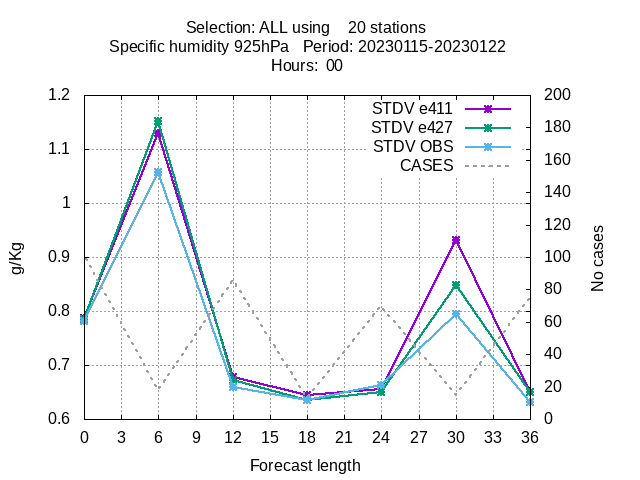 Selection: ALL using    20 stations
Specific humidity 925hPa   Period: 20230115-20230122
Hours:  00
STDV e411
STDV e427
STDV OBS
CASES
1.2
1.1
1
0.9
0.8
0.7
0.6
g/Kg
200
180
160
140
120
100
80
60
40
20
0
No cases
0 3 6 9 12 15 18 21 24 27 30 33 36
Forecast length